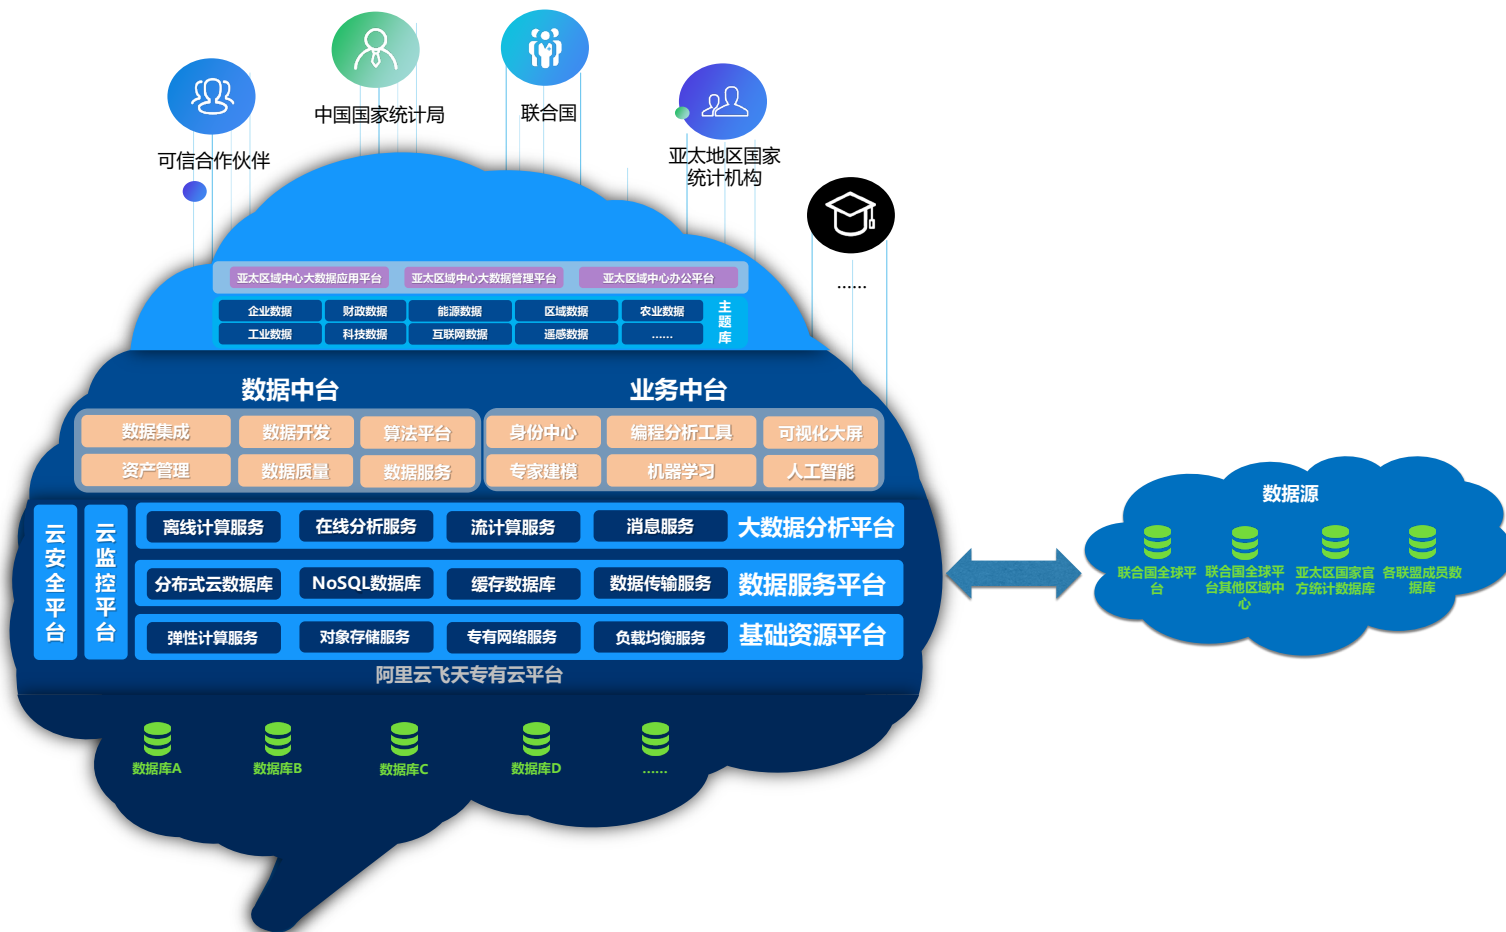 中国国家统计局
联合国
可信合作伙伴
亚太地区国家
统计机构
……
亚太区域中心大数据应用平台
亚太区域中心大数据管理平台
亚太区域中心办公平台
企业数据
财政数据
能源数据
区域数据
农业数据
工业数据
科技数据
互联网数据
遥感数据
……
主题库
数据中台
业务中台
数据集成
数据开发
算法平台
身份中心
编程分析工具
可视化大屏
资产管理
数据质量
数据服务
专家建模
机器学习
人工智能
云安全平台
云监控平台
离线计算服务
在线分析服务
流计算服务
消息服务
大数据分析平台
分布式云数据库
NoSQL数据库
缓存数据库
数据传输服务
数据服务平台
弹性计算服务
对象存储服务
专有网络服务
负载均衡服务
基础资源平台
阿里云飞天专有云平台
数据库A
数据库B
数据库C
数据库D
……
数据源
联合国全球平
台
联合国全球平
台其他区域中
心
亚太区国家官
方统计数据库
各联盟成员数
据库